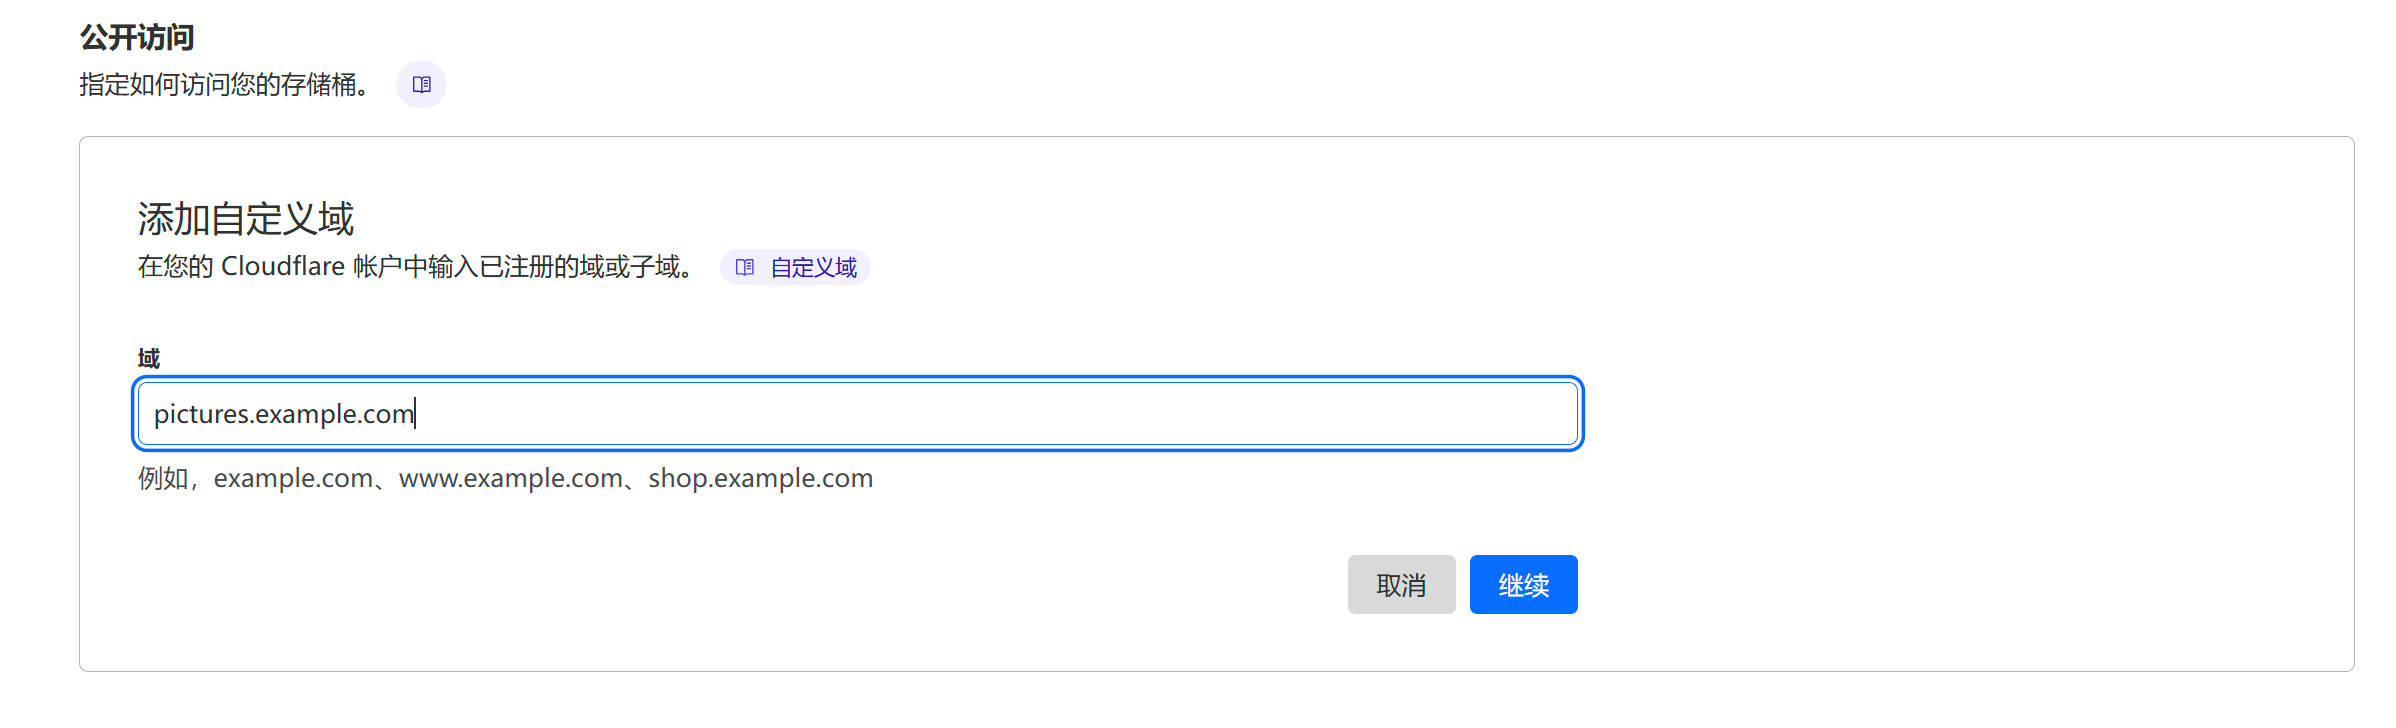 公开访问
指定如何访问您的存储桶。
添加自定义域
在您的 Cloudflare 帐户中输入已注册的域或子域。 自定义域
域
pictures.example.com
例如，example.com、www.example.com、shop.example.com
取消 继续